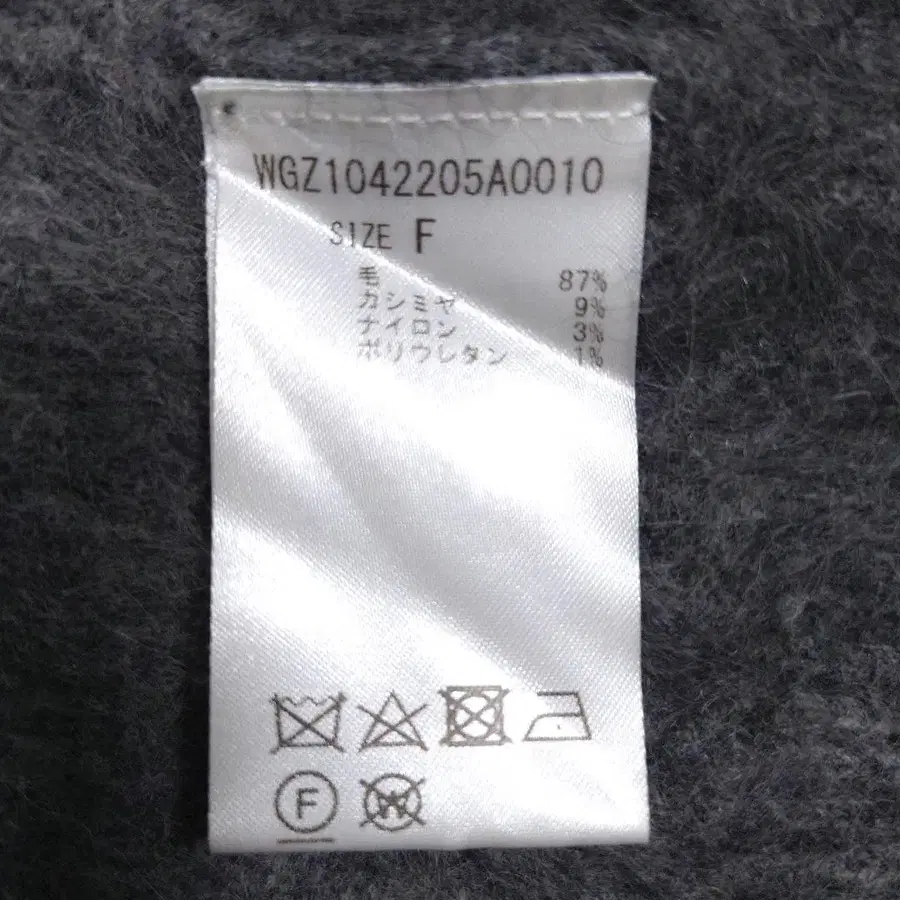 WGZ1042205A0010
SIZE F
毛 87%
カシミヤ 9%
ナイロン 3%
ポリウレタン 1%
F
W